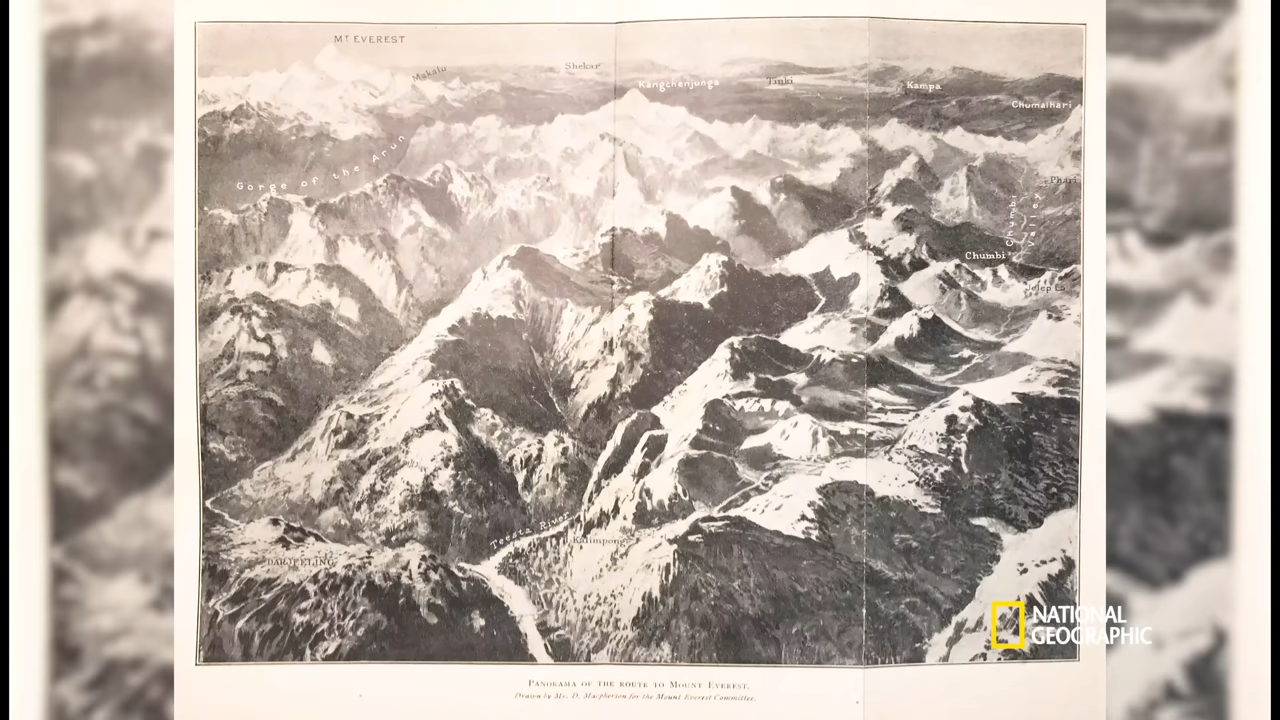 Mᵀ EVEREST
Makalu
Shekar
Kangchenjunga
Tinki
Kampa
Chumalhari
Gorge of the Arun
Phari
Chumbi Valley
Chumbi
Jelep La
Teesta River
Kalimpong
DARJEELING
NATIONAL
GEOGRAPHIC
PANORAMA OF THE ROUTE TO MOUNT EVEREST.
Drawn by Mr. D. Macpherson for the Mount Everest Committee.